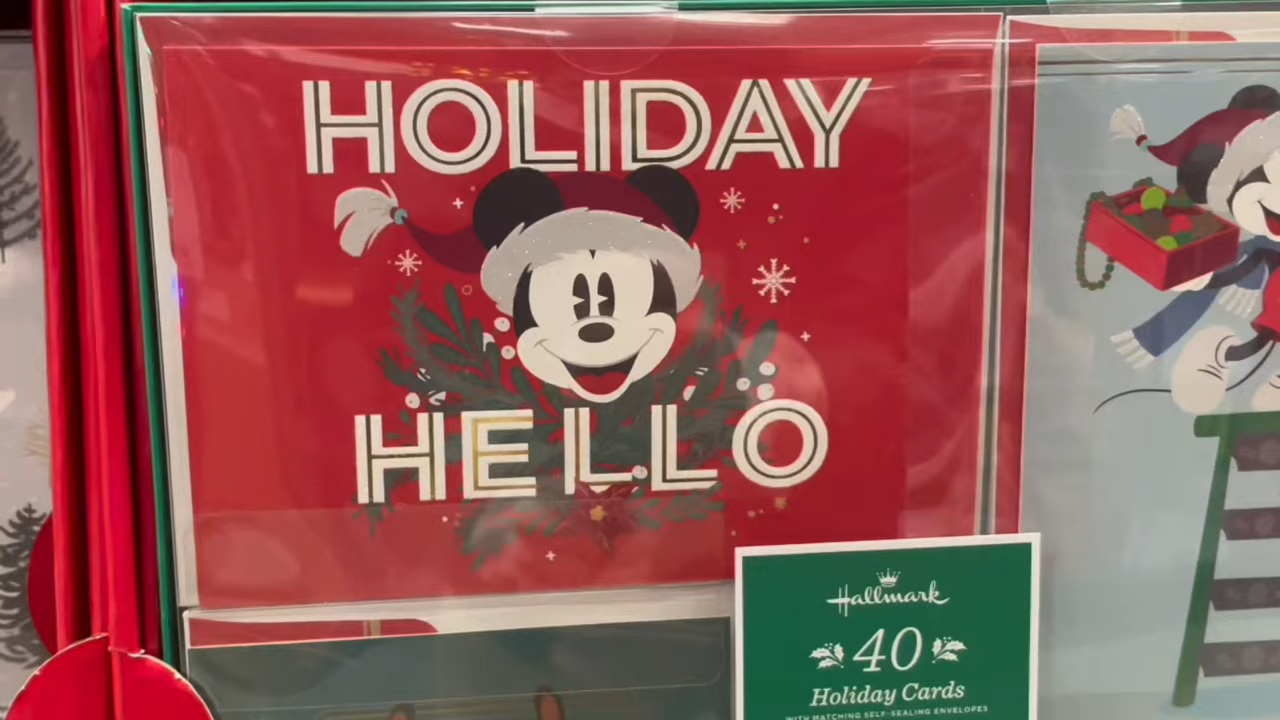 HOLIDAY
HELLO
Hallmark
40
Holiday Cards
WITH MATCHING SELF-SEALING ENVELOPES